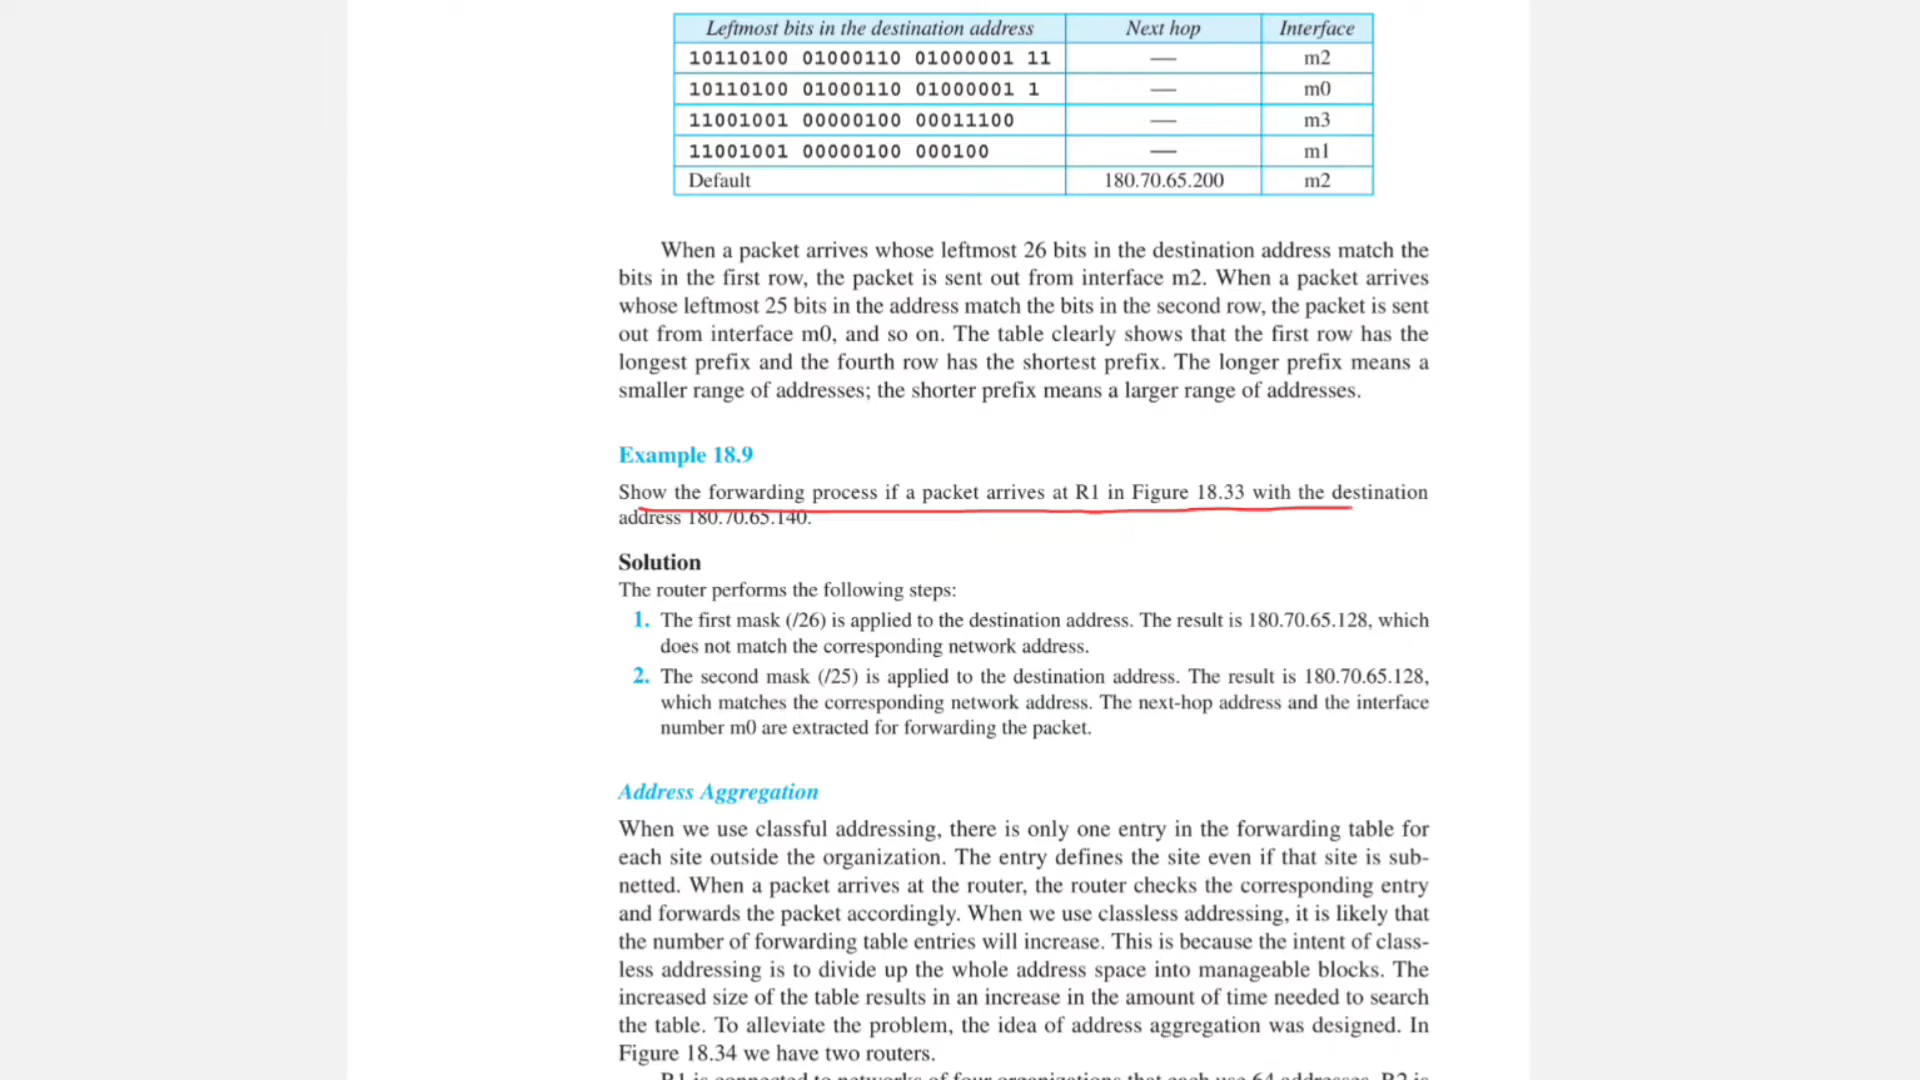 Leftmost bits in the destination address Next hop Interface
10110100 01000110 01000001 11 — m2
10110100 01000110 01000001 1 — m0
11001001 00000100 00011100 — m3
11001001 00000100 000100 — m1
Default 180.70.65.200 m2
When a packet arrives whose leftmost 26 bits in the destination address match the
bits in the first row, the packet is sent out from interface m2. When a packet arrives
whose leftmost 25 bits in the address match the bits in the second row, the packet is sent
out from interface m0, and so on. The table clearly shows that the first row has the
longest prefix and the fourth row has the shortest prefix. The longer prefix means a
smaller range of addresses; the shorter prefix means a larger range of addresses.
Example 18.9
Show the forwarding process if a packet arrives at R1 in Figure 18.33 with the destination
address 180.70.65.140.
Solution
The router performs the following steps:
1. The first mask (/26) is applied to the destination address. The result is 180.70.65.128, which
does not match the corresponding network address.
2. The second mask (/25) is applied to the destination address. The result is 180.70.65.128,
which matches the corresponding network address. The next-hop address and the interface
number m0 are extracted for forwarding the packet.
Address Aggregation
When we use classful addressing, there is only one entry in the forwarding table for
each site outside the organization. The entry defines the site even if that site is sub-
netted. When a packet arrives at the router, the router checks the corresponding entry
and forwards the packet accordingly. When we use classless addressing, it is likely that
the number of forwarding table entries will increase. This is because the intent of class-
less addressing is to divide up the whole address space into manageable blocks. The
increased size of the table results in an increase in the amount of time needed to search
the table. To alleviate the problem, the idea of address aggregation was designed. In
Figure 18.34 we have two routers.
R1 is connected to networks of four organizations that each use 64 addresses. R2 is